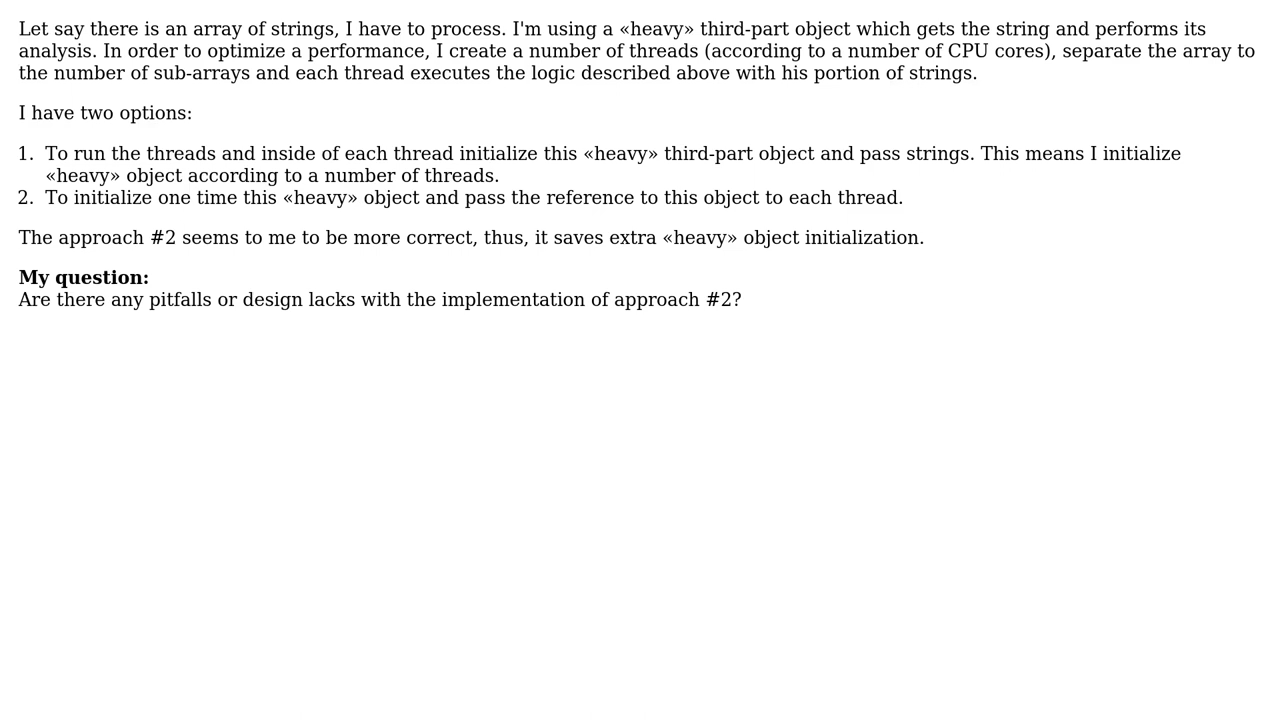 Let say there is an array of strings, I have to process. I'm using a «heavy» third-part object which gets the string and performs its
analysis. In order to optimize a performance, I create a number of threads (according to a number of CPU cores), separate the array to
the number of sub-arrays and each thread executes the logic described above with his portion of strings.
I have two options:
1. To run the threads and inside of each thread initialize this «heavy» third-part object and pass strings. This means I initialize
«heavy» object according to a number of threads.
2. To initialize one time this «heavy» object and pass the reference to this object to each thread.
The approach #2 seems to me to be more correct, thus, it saves extra «heavy» object initialization.
My question:
Are there any pitfalls or design lacks with the implementation of approach #2?